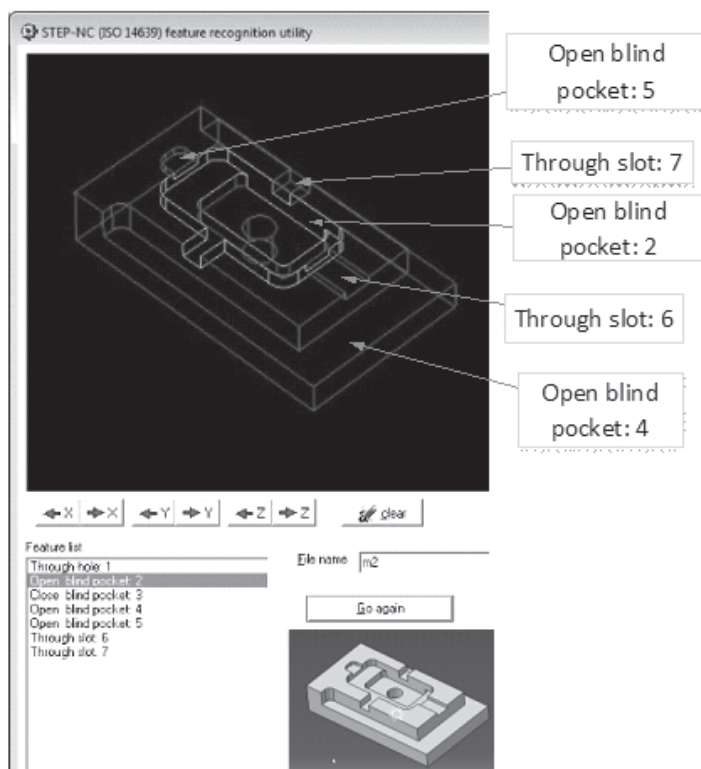 STEP-NC (ISO 14639) feature recognition utility
Open blind
pocket: 5
Through slot: 7
Open blind
pocket: 2
Through slot: 6
Open blind
pocket: 4
X X Y Y Z Z clear
Feature list
Through hole: 1
Open blind pocket: 2
Close blind pocket: 3
Open blind pocket: 4
Open blind pocket: 5
Through slot: 6
Through slot: 7
File name m2
Go again